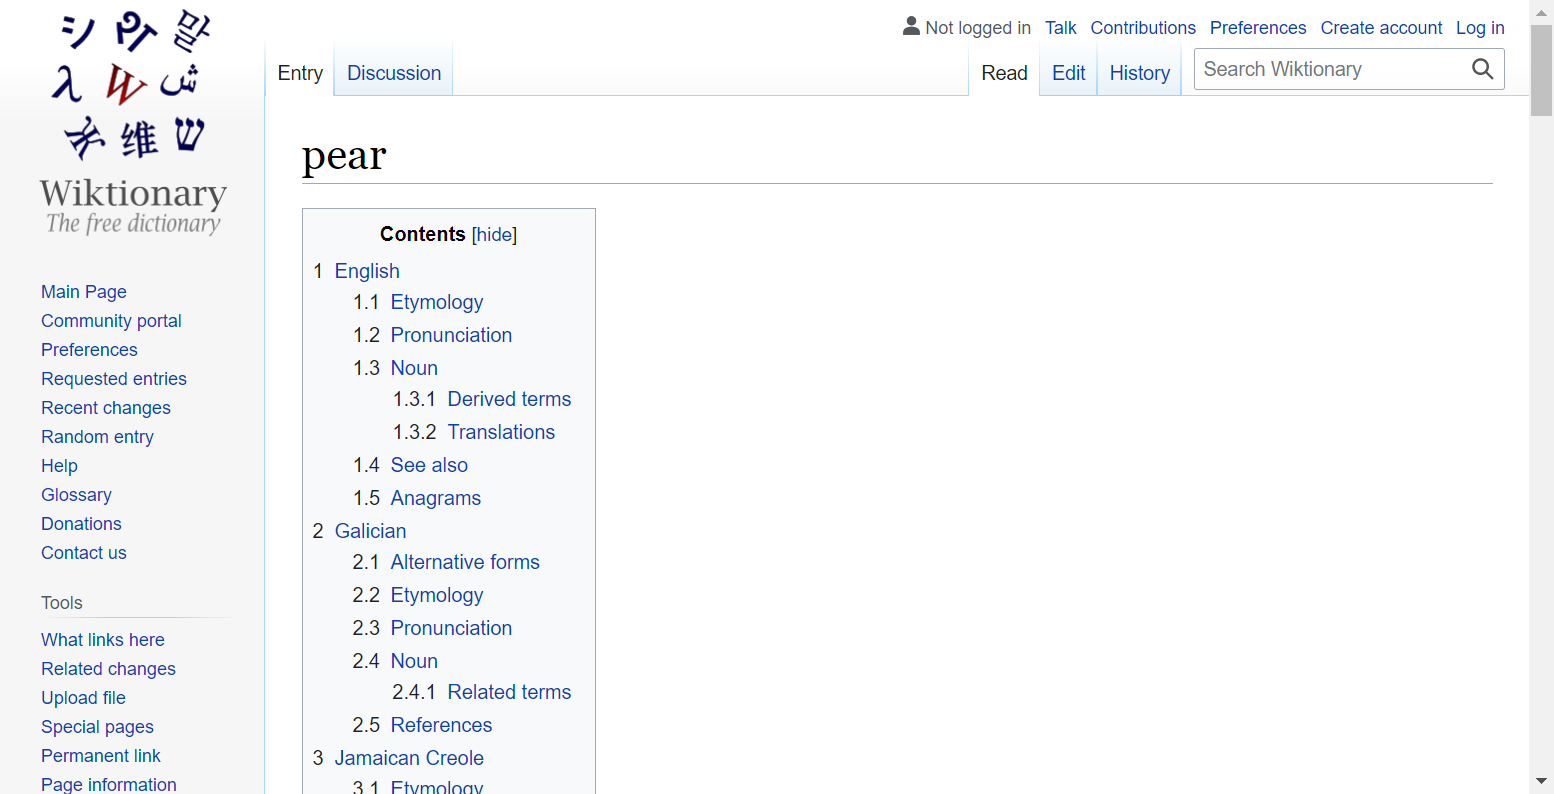 シ
말
λ W ش
维 ש
Wiktionary
The free dictionary
Main Page
Community portal
Preferences
Requested entries
Recent changes
Random entry
Help
Glossary
Donations
Contact us
Tools
What links here
Related changes
Upload file
Special pages
Permanent link
Page information
Not logged in Talk Contributions Preferences Create account Log in
Entry Discussion Read Edit History Search Wiktionary
pear
Contents [hide]
1 English
1.1 Etymology
1.2 Pronunciation
1.3 Noun
1.3.1 Derived terms
1.3.2 Translations
1.4 See also
1.5 Anagrams
2 Galician
2.1 Alternative forms
2.2 Etymology
2.3 Pronunciation
2.4 Noun
2.4.1 Related terms
2.5 References
3 Jamaican Creole
3.1 Etymology